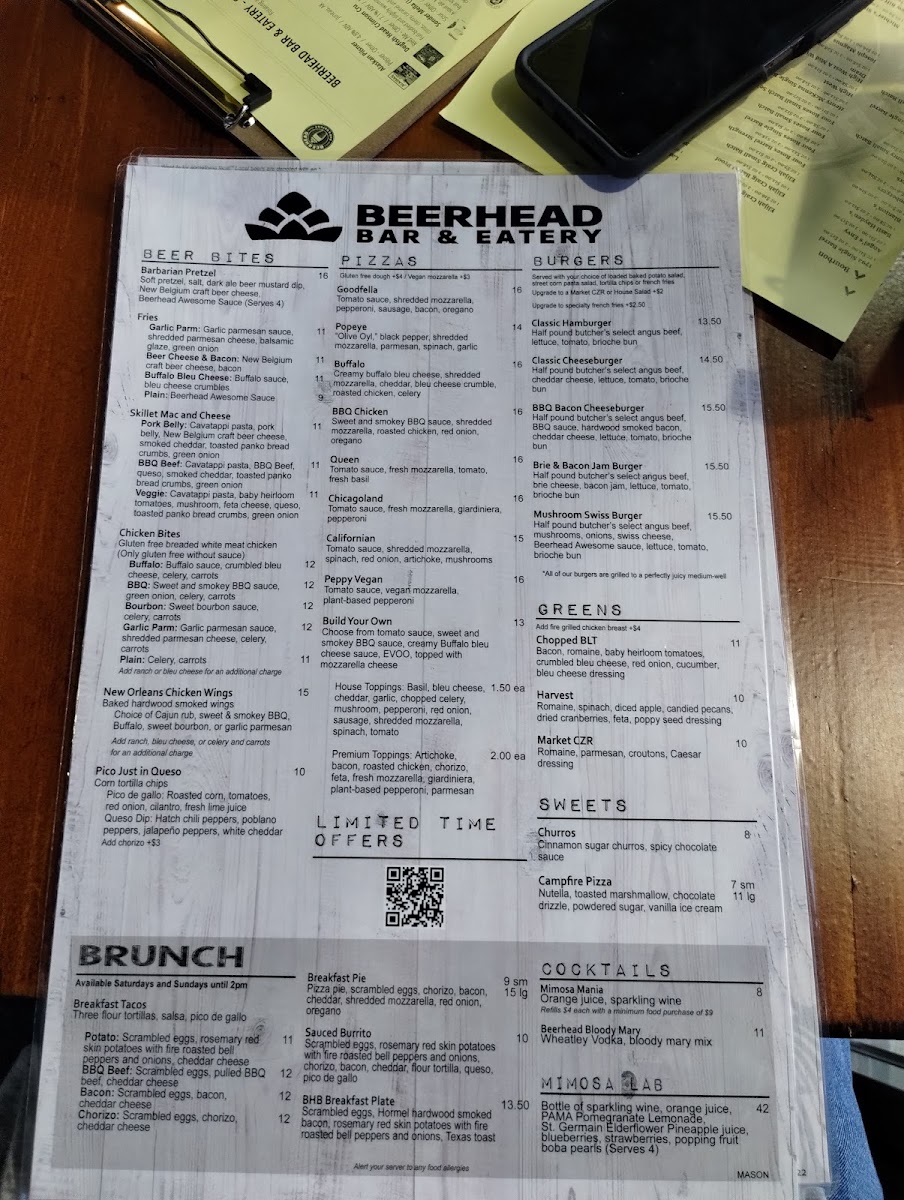 BEERHEAD BAR & EATERY
Alaskan Pilsner
BEERHEAD
BAR & EATERY
BEER BITES
Barbarian Pretzel 16
Soft pretzel, salt, dark ale beer mustard dip,
New Belgium craft beer cheese,
Beerhead Awesome Sauce (Serves 4)
Fries
Garlic Parm: Garlic parmesan sauce, 11
shredded parmesan cheese, balsamic
glaze, green onion
Beer Cheese & Bacon: New Belgium 11
craft beer cheese, bacon
Buffalo Bleu Cheese: Buffalo sauce, 11
bleu cheese crumbles
Plain: Beerhead Awesome Sauce 9
Skillet Mac and Cheese
Pork Belly: Cavatappi pasta, pork 11
belly, New Belgium craft beer cheese,
smoked cheddar, toasted panko bread
crumbs, green onion
BBQ Beef: Cavatappi pasta, BBQ Beef, 11
queso, smoked cheddar, toasted panko
bread crumbs, green onion
Veggie: Cavatappi pasta, baby heirloom 11
tomatoes, mushroom, feta cheese, queso,
toasted panko bread crumbs, green onion
Chicken Bites
Gluten free breaded white meat chicken
(Only gluten free without sauce)
Buffalo: Buffalo sauce, crumbled bleu 12
cheese, celery, carrots
BBQ: Sweet and smokey BBQ sauce, 12
green onion, celery, carrots
Bourbon: Sweet bourbon sauce, 12
celery, carrots
Garlic Parm: Garlic parmesan sauce, 12
shredded parmesan cheese, celery,
carrots
Plain: Celery, carrots 11
Add ranch or bleu cheese for an additional charge
New Orleans Chicken Wings 15
Baked hardwood smoked wings
Choice of Cajun rub, sweet & smokey BBQ,
Buffalo, sweet bourbon, or garlic parmesan
Add ranch, bleu cheese, or celery and carrots
for an additional charge
Pico Just in Queso 10
Corn tortilla chips
Pico de gallo: Roasted corn, tomatoes,
red onion, cilantro, fresh lime juice
Queso Dip: Hatch chili peppers, poblano
peppers, jalapeño peppers, white cheddar
Add chorizo +$3
PIZZAS
Gluten free dough +$4 / Vegan mozzarella +$3
Goodfella 16
Tomato sauce, shredded mozzarella,
pepperoni, sausage, bacon, oregano
Popeye 14
"Olive Oyl," black pepper, shredded
mozzarella, parmesan, spinach, garlic
Buffalo 16
Creamy buffalo bleu cheese, shredded
mozzarella, cheddar, bleu cheese crumble,
roasted chicken, celery
BBQ Chicken 16
Sweet and smokey BBQ sauce, shredded
mozzarella, roasted chicken, red onion,
oregano
Queen 16
Tomato sauce, fresh mozzarella, tomato,
fresh basil
Chicagoland 16
Tomato sauce, fresh mozzarella, giardiniera,
pepperoni
Californian 15
Tomato sauce, shredded mozzarella,
spinach, red onion, artichoke, mushrooms
Peppy Vegan 16
Tomato sauce, vegan mozzarella,
plant-based pepperoni
Build Your Own 13
Choose from tomato sauce, sweet and
smokey BBQ sauce, creamy Buffalo bleu
cheese sauce, EVOO, topped with
mozzarella cheese
House Toppings: Basil, bleu cheese, 1.50 ea
cheddar, garlic, chopped celery,
mushroom, pepperoni, red onion,
sausage, shredded mozzarella,
spinach, tomato
Premium Toppings: Artichoke, 2.00 ea
bacon, roasted chicken, chorizo,
feta, fresh mozzarella, giardiniera,
plant-based pepperoni, parmesan
LIMITED TIME
OFFERS
BURGERS
Served with your choice of loaded baked potato salad,
street corn pasta salad, tortilla chips or french fries
Upgrade to a Market CZR or House Salad +$2
Upgrade to specialty french fries +$2.50
Classic Hamburger 13.50
Half pound butcher's select angus beef,
lettuce, tomato, brioche bun
Classic Cheeseburger 14.50
Half pound butcher's select angus beef,
cheddar cheese, lettuce, tomato, brioche
bun
BBQ Bacon Cheeseburger 15.50
Half pound butcher's select angus beef,
BBQ sauce, hardwood smoked bacon,
cheddar cheese, lettuce, tomato, brioche
bun
Brie & Bacon Jam Burger 15.50
Half pound butcher's select angus beef,
brie cheese, bacon jam, lettuce, tomato,
brioche bun
Mushroom Swiss Burger 15.50
Half pound butcher's select angus beef,
mushrooms, onions, swiss cheese,
Beerhead Awesome sauce, lettuce, tomato,
brioche bun
*All of our burgers are grilled to a perfectly juicy medium-well
GREENS
Add fire grilled chicken breast +$4
Chopped BLT 11
Bacon, romaine, baby heirloom tomatoes,
crumbled bleu cheese, red onion, cucumber,
bleu cheese dressing
Harvest 10
Romaine, spinach, diced apple, candied pecans,
dried cranberries, feta, poppy seed dressing
Market CZR 10
Romaine, parmesan, croutons, Caesar
dressing
SWEETS
Churros 8
Cinnamon sugar churros, spicy chocolate
sauce
Campfire Pizza 7 sm
Nutella, toasted marshmallow, chocolate 11 lg
drizzle, powdered sugar, vanilla ice cream
BRUNCH
Available Saturdays and Sundays until 2pm
Breakfast Tacos
Three flour tortillas, salsa, pico de gallo
Potato: Scrambled eggs, rosemary red 11
skin potatoes with fire roasted bell
peppers and onions, cheddar cheese
BBQ Beef: Scrambled eggs, pulled BBQ 12
beef, cheddar cheese
Bacon: Scrambled eggs, bacon, 12
cheddar cheese
Chorizo: Scrambled eggs, chorizo, 12
cheddar cheese
Breakfast Pie 9 sm
Pizza pie, scrambled eggs, chorizo, bacon, 15 lg
cheddar, shredded mozzarella, red onion,
oregano
Sauced Burrito 10
Scrambled eggs, rosemary red skin potatoes
with fire roasted bell peppers and onions,
chorizo, bacon, cheddar, flour tortilla, queso,
pico de gallo
BHB Breakfast Plate 13.50
Scrambled eggs, Hormel hardwood smoked
bacon, rosemary red skin potatoes with fire
roasted bell peppers and onions, Texas toast
COCKTAILS
Mimosa Mania 8
Orange juice, sparkling wine
Refills $4 each with a minimum food purchase of $9
Beerhead Bloody Mary 11
Wheatley Vodka, bloody mary mix
MIMOSA LAB
Bottle of sparkling wine, orange juice, 42
PAMA Pomegranate Lemonade,
St. Germain Elderflower Pineapple juice,
blueberries, strawberries, popping fruit
boba pearls (Serves 4)
Alert your server to any food allergies
MASON
22
Bourbon